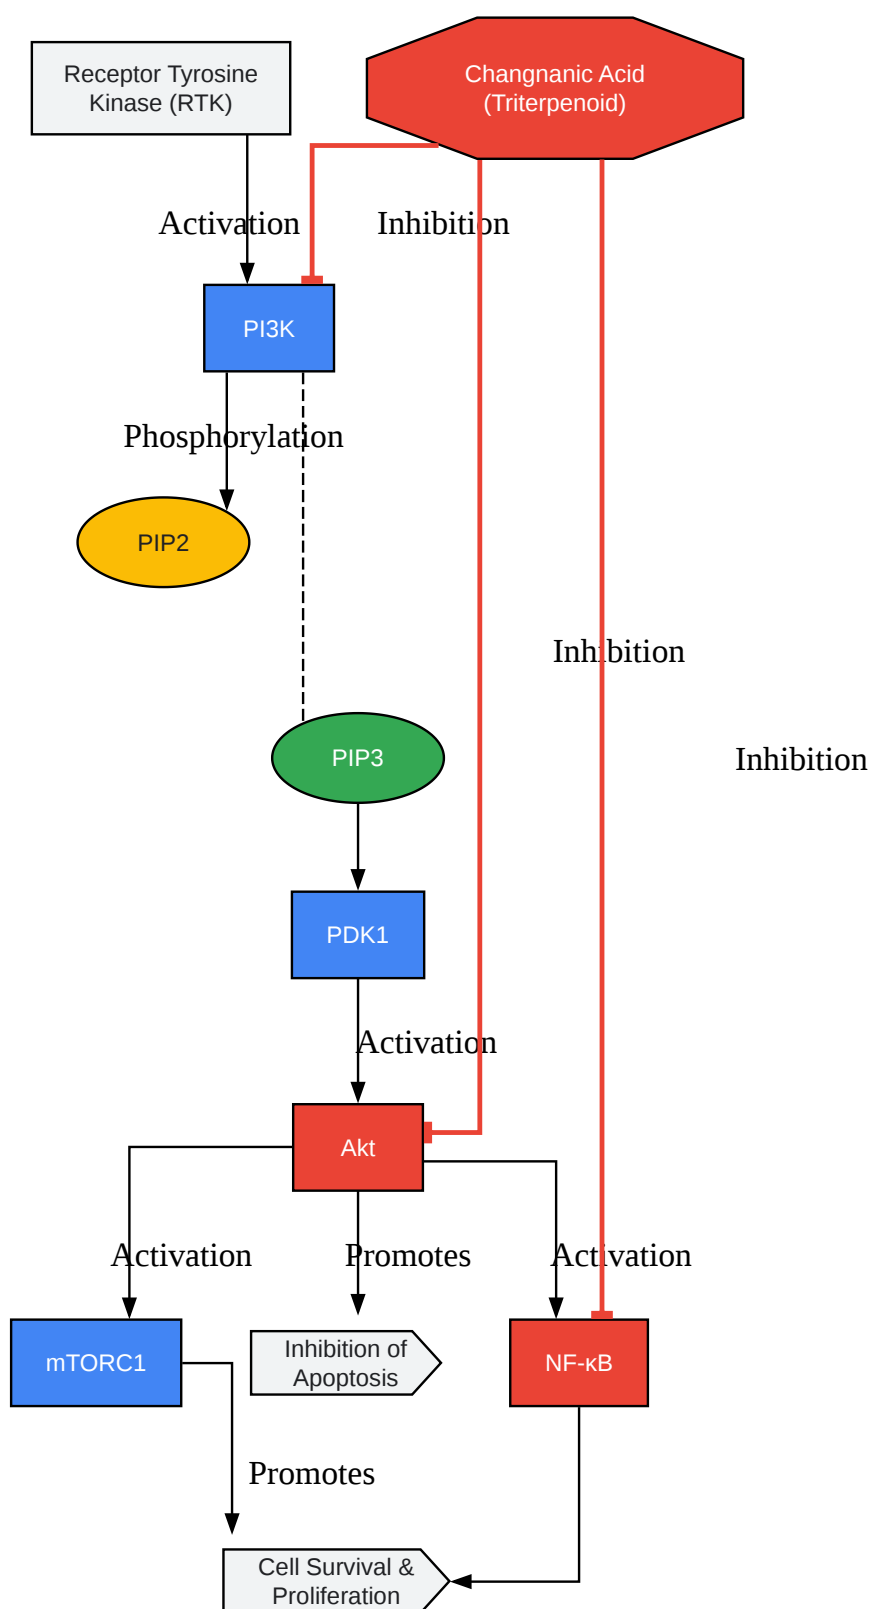 Receptor Tyrosine
Kinase (RTK)
Changnanic Acid
(Triterpenoid)
Activation
Inhibition
PI3K
Phosphorylation
PIP2
Inhibition
PIP3
Inhibition
PDK1
Activation
Akt
Activation
Promotes
Activation
mTORC1
Inhibition of
Apoptosis
NF-κB
Promotes
Cell Survival &
Proliferation